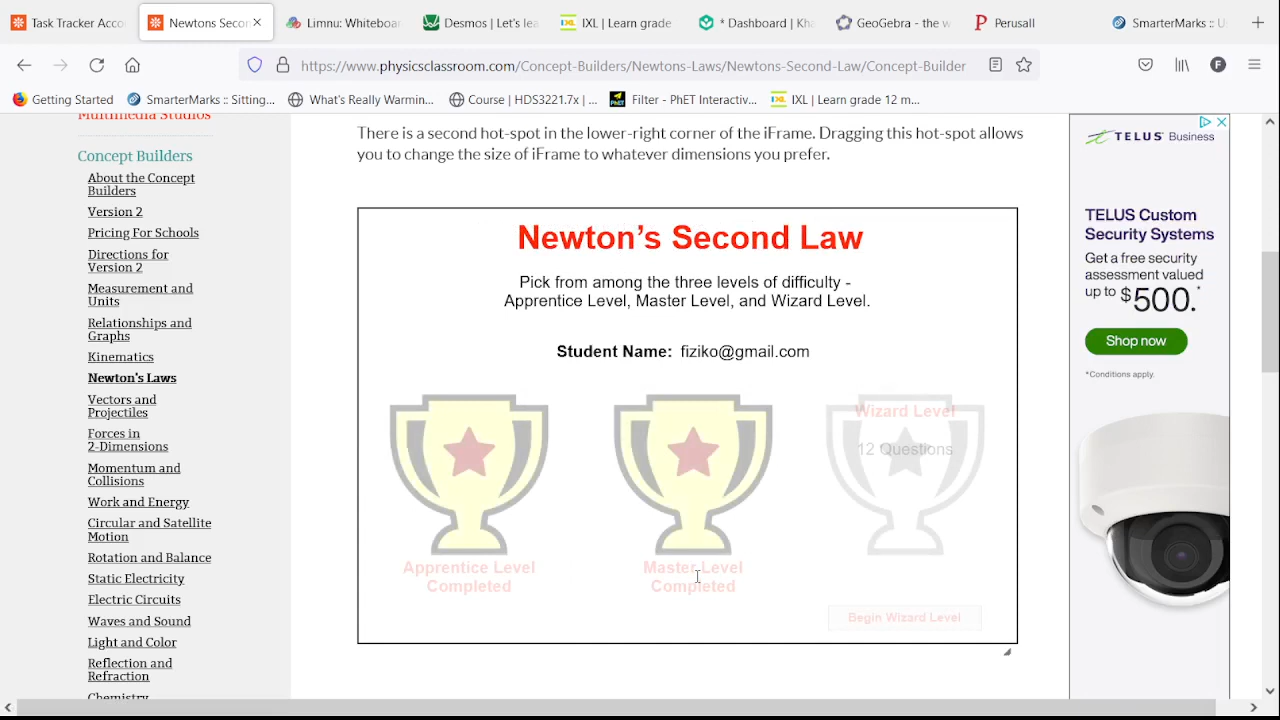 Task Tracker Acco
Newtons Secon
Limnu: Whiteboar
Desmos | Let's lea
IXL | Learn grade
* Dashboard | Kha
GeoGebra - the w
Perusall
SmarterMarks :: U
https://www.physicsclassroom.com/Concept-Builders/Newtons-Laws/Newtons-Second-Law/Concept-Builder
F
Getting Started
SmarterMarks :: Sitting...
What's Really Warmin...
Course | HDS3221.7x | ...
Filter - PhET Interactiv...
IXL | Learn grade 12 m...
Multimedia Studios
Concept Builders
About the Concept
Builders
Version 2
Pricing For Schools
Directions for
Version 2
Measurement and
Units
Relationships and
Graphs
Kinematics
Newton's Laws
Vectors and
Projectiles
Forces in
2-Dimensions
Momentum and
Collisions
Work and Energy
Circular and Satellite
Motion
Rotation and Balance
Static Electricity
Electric Circuits
Waves and Sound
Light and Color
Reflection and
Refraction
Chemistry
There is a second hot-spot in the lower-right corner of the iFrame. Dragging this hot-spot allows
you to change the size of iFrame to whatever dimensions you prefer.
Newton's Second Law
Pick from among the three levels of difficulty -
Apprentice Level, Master Level, and Wizard Level.
Student Name: fiziko@gmail.com
Apprentice Level
Completed
Master Level
Completed
Wizard Level
12 Questions
Begin Wizard Level
TELUS Business
TELUS Custom
Security Systems
Get a free security
assessment valued
up to $500.*
Shop now
*Conditions apply.